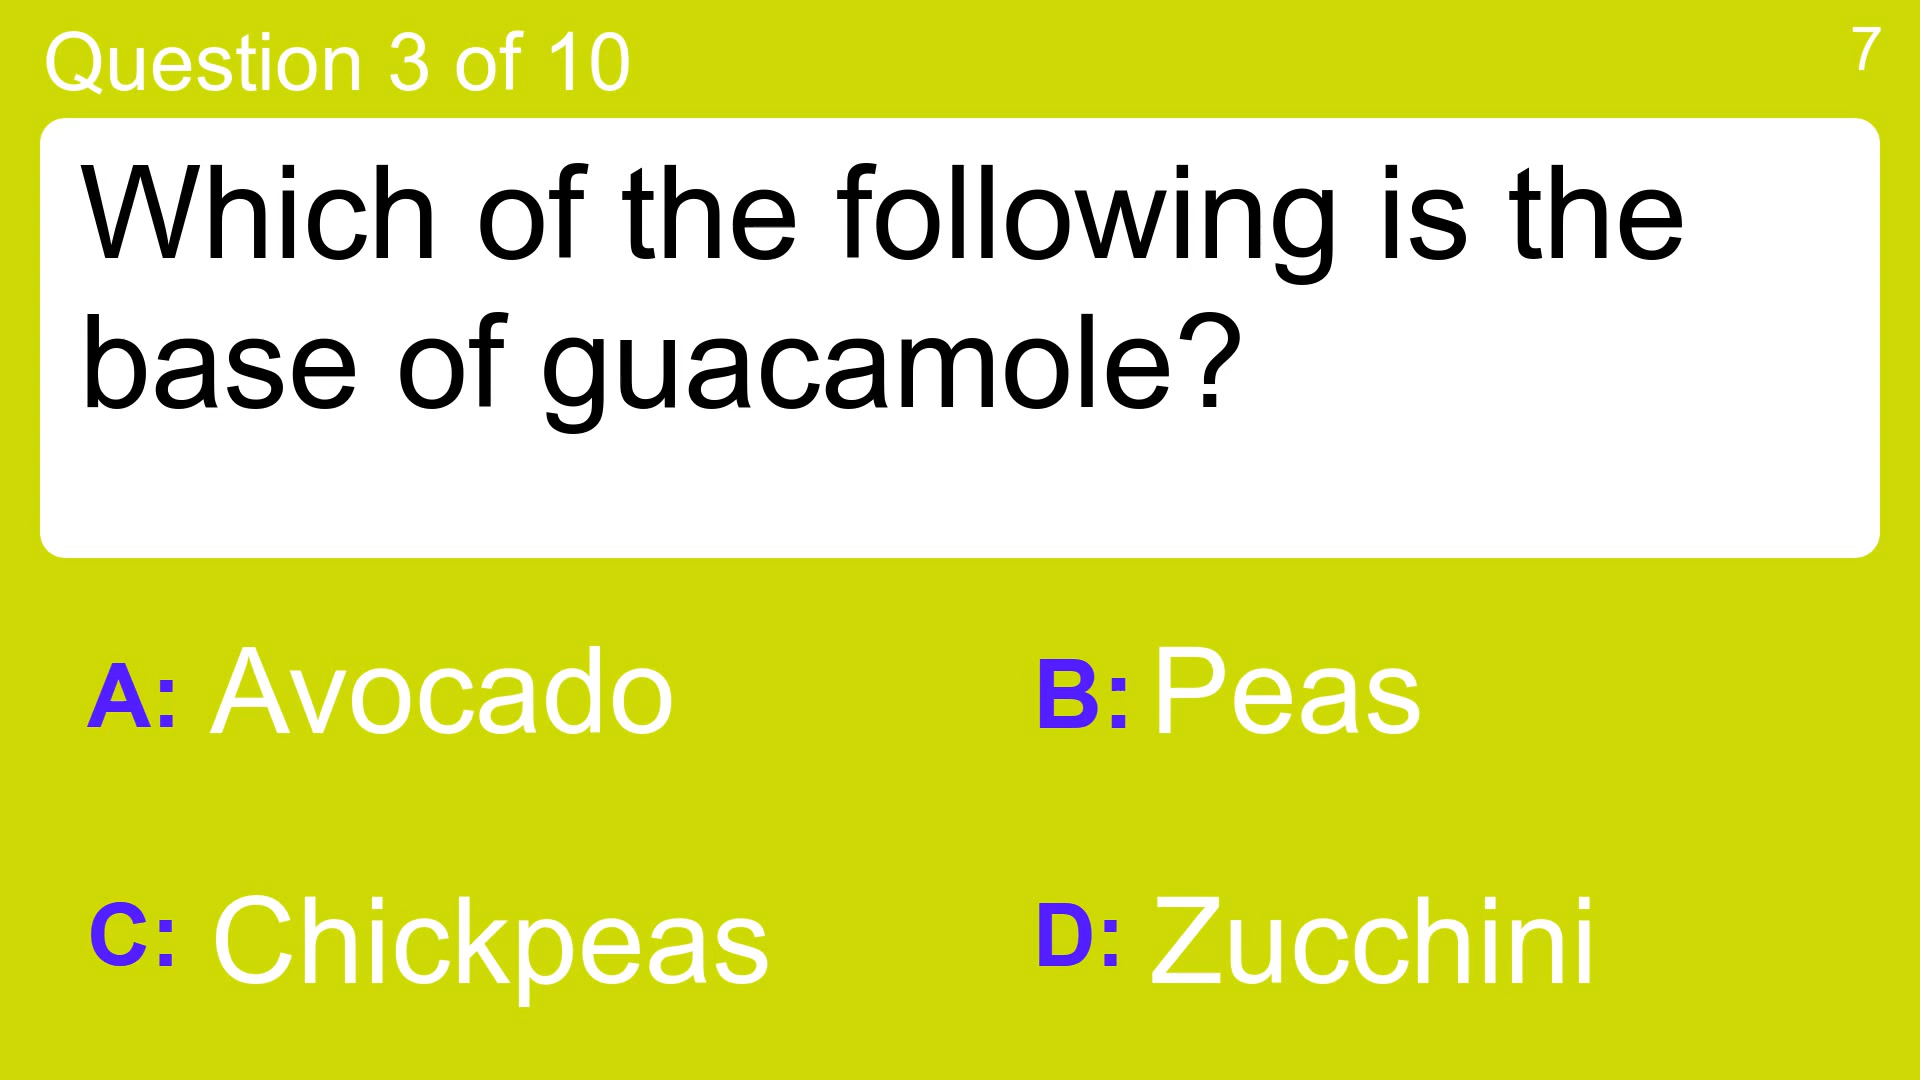 Question 3 of 10
7
Which of the following is the
base of guacamole?
A: Avocado
B: Peas
C: Chickpeas
D: Zucchini